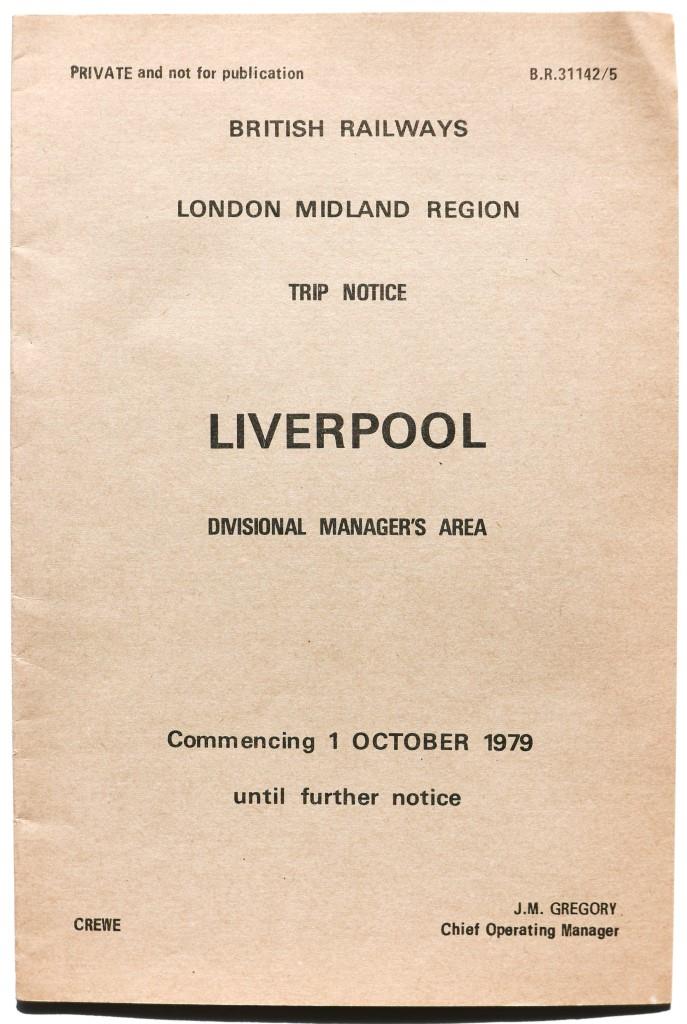 PRIVATE and not for publication B.R.31142/5
BRITISH RAILWAYS
LONDON MIDLAND REGION
TRIP NOTICE
LIVERPOOL
DIVISIONAL MANAGER'S AREA
Commencing 1 OCTOBER 1979
until further notice
J.M. GREGORY
CREWE Chief Operating Manager